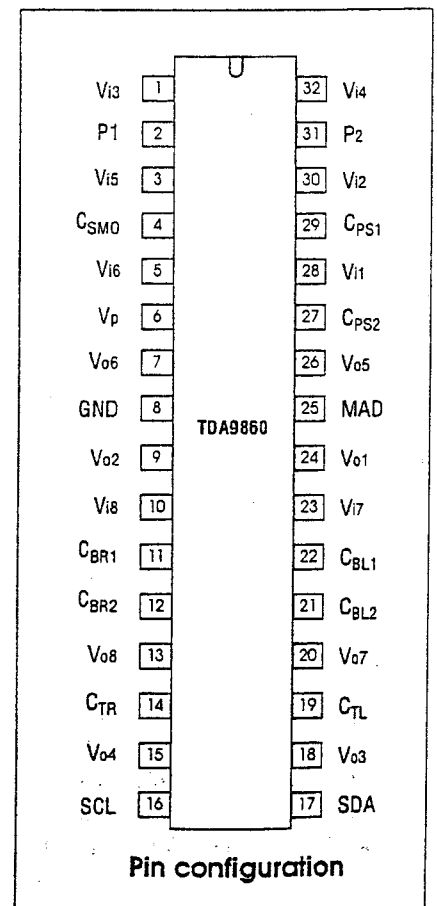 Vi3 1 32 Vi4
P1 2 31 P2
Vi5 3 30 Vi2
CSMO 4 29 CPS1
Vi6 5 28 Vi1
Vp 6 27 CPS2
Vo6 7 26 Vo5
GND 8 25 MAD
TDA9860
Vo2 9 24 Vo1
Vi8 10 23 Vi7
CBR1 11 22 CBL1
CBR2 12 21 CBL2
Vo8 13 20 Vo7
CTR 14 19 CTL
Vo4 15 18 Vo3
SCL 16 17 SDA
Pin configuration